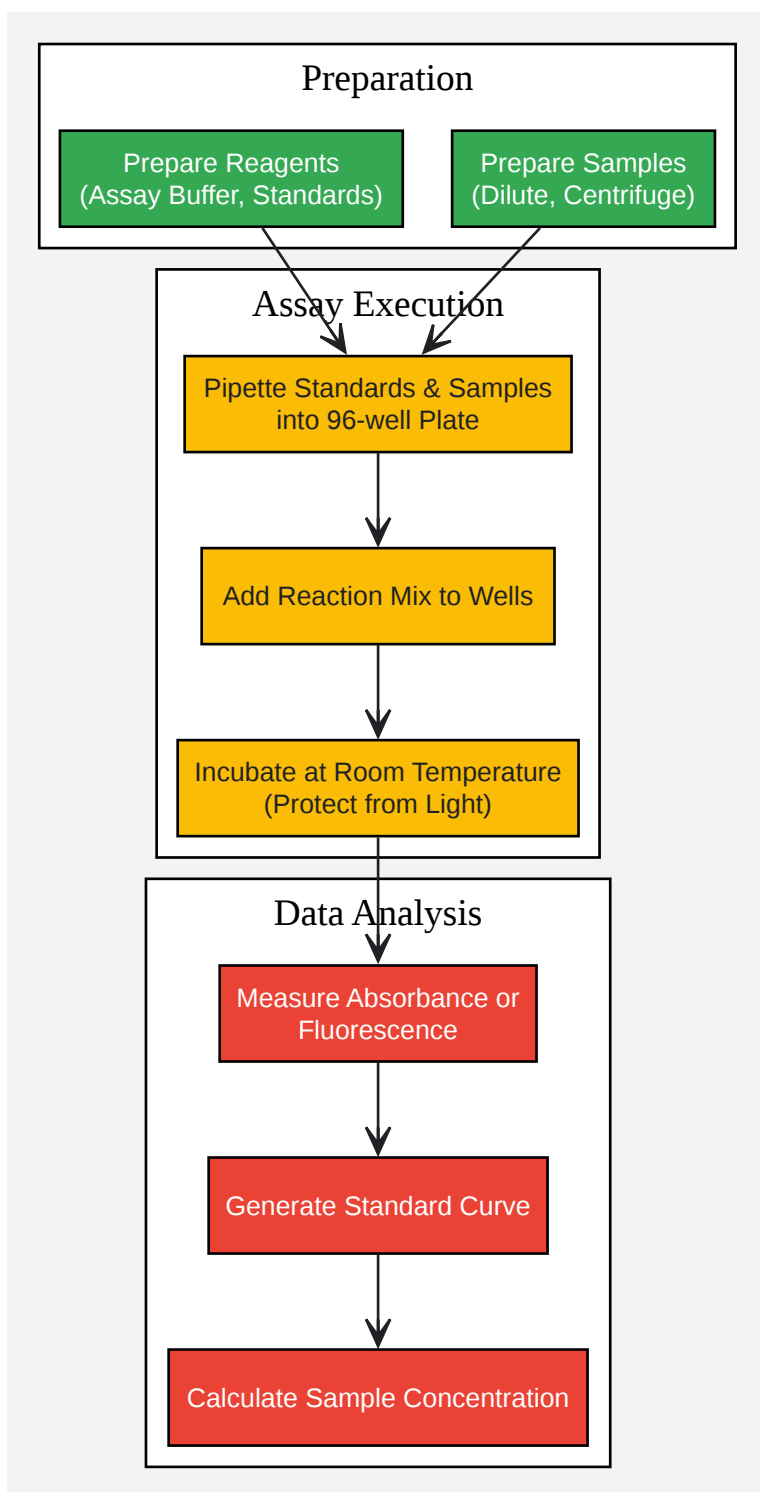 Preparation
Prepare Reagents
(Assay Buffer, Standards)
Prepare Samples
(Dilute, Centrifuge)
Assay Execution
Pipette Standards & Samples
into 96-well Plate
Add Reaction Mix to Wells
Incubate at Room Temperature
(Protect from Light)
Data Analysis
Measure Absorbance or
Fluorescence
Generate Standard Curve
Calculate Sample Concentration